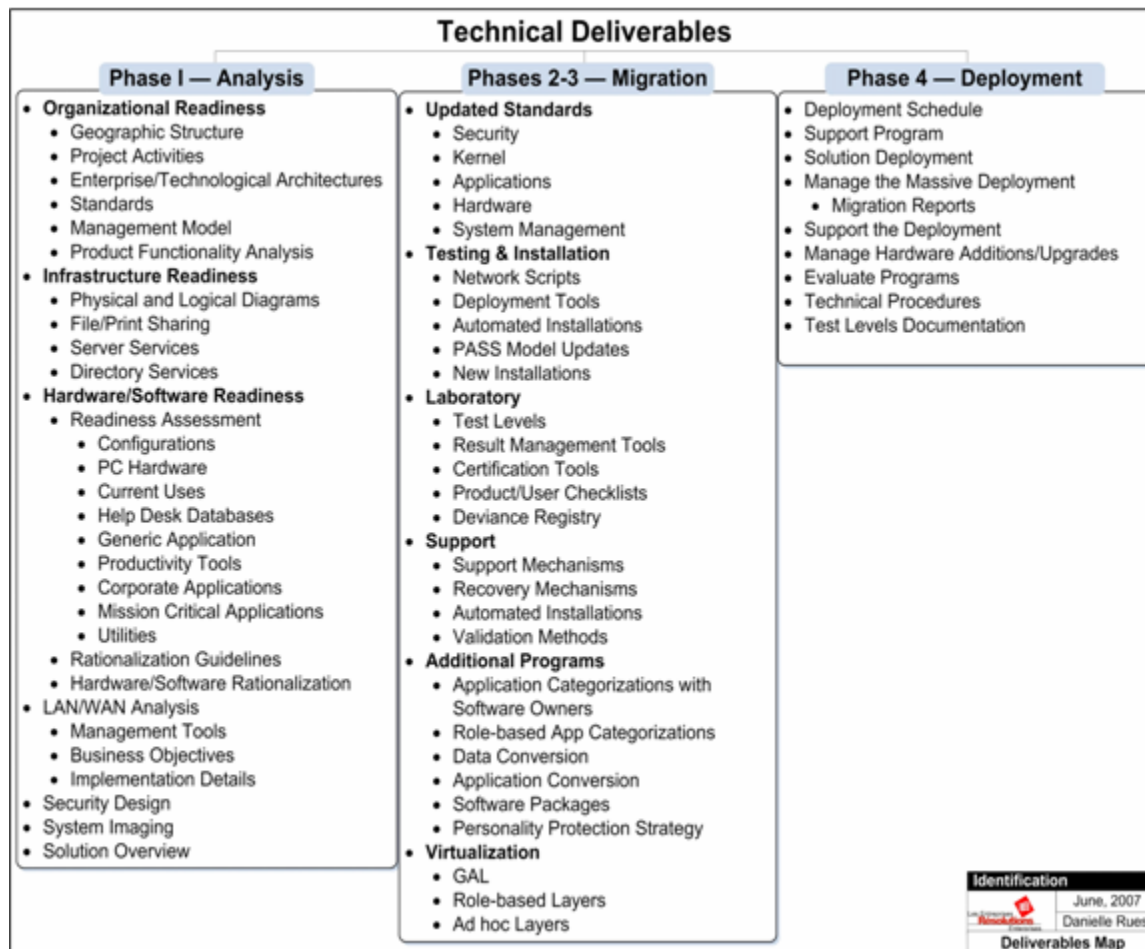 Technical Deliverables
Phase I — Analysis
• Organizational Readiness
• Geographic Structure
• Project Activities
• Enterprise/Technological Architectures
• Standards
• Management Model
• Product Functionality Analysis
• Infrastructure Readiness
• Physical and Logical Diagrams
• File/Print Sharing
• Server Services
• Directory Services
• Hardware/Software Readiness
• Readiness Assessment
• Configurations
• PC Hardware
• Current Uses
• Help Desk Databases
• Generic Application
• Productivity Tools
• Corporate Applications
• Mission Critical Applications
• Utilities
• Rationalization Guidelines
• Hardware/Software Rationalization
• LAN/WAN Analysis
• Management Tools
• Business Objectives
• Implementation Details
• Security Design
• System Imaging
• Solution Overview
Phases 2-3 — Migration
• Updated Standards
• Security
• Kernel
• Applications
• Hardware
• System Management
• Testing & Installation
• Network Scripts
• Deployment Tools
• Automated Installations
• PASS Model Updates
• New Installations
• Laboratory
• Test Levels
• Result Management Tools
• Certification Tools
• Product/User Checklists
• Deviance Registry
• Support
• Support Mechanisms
• Recovery Mechanisms
• Automated Installations
• Validation Methods
• Additional Programs
• Application Categorizations with
Software Owners
• Role-based App Categorizations
• Data Conversion
• Application Conversion
• Software Packages
• Personality Protection Strategy
• Virtualization
• GAL
• Role-based Layers
• Ad hoc Layers
Phase 4 — Deployment
• Deployment Schedule
• Support Program
• Solution Deployment
• Manage the Massive Deployment
• Migration Reports
• Support the Deployment
• Manage Hardware Additions/Upgrades
• Evaluate Programs
• Technical Procedures
• Test Levels Documentation
Identification
Résolutions
Enterprises
June, 2007
Danielle Rues
Deliverables Map